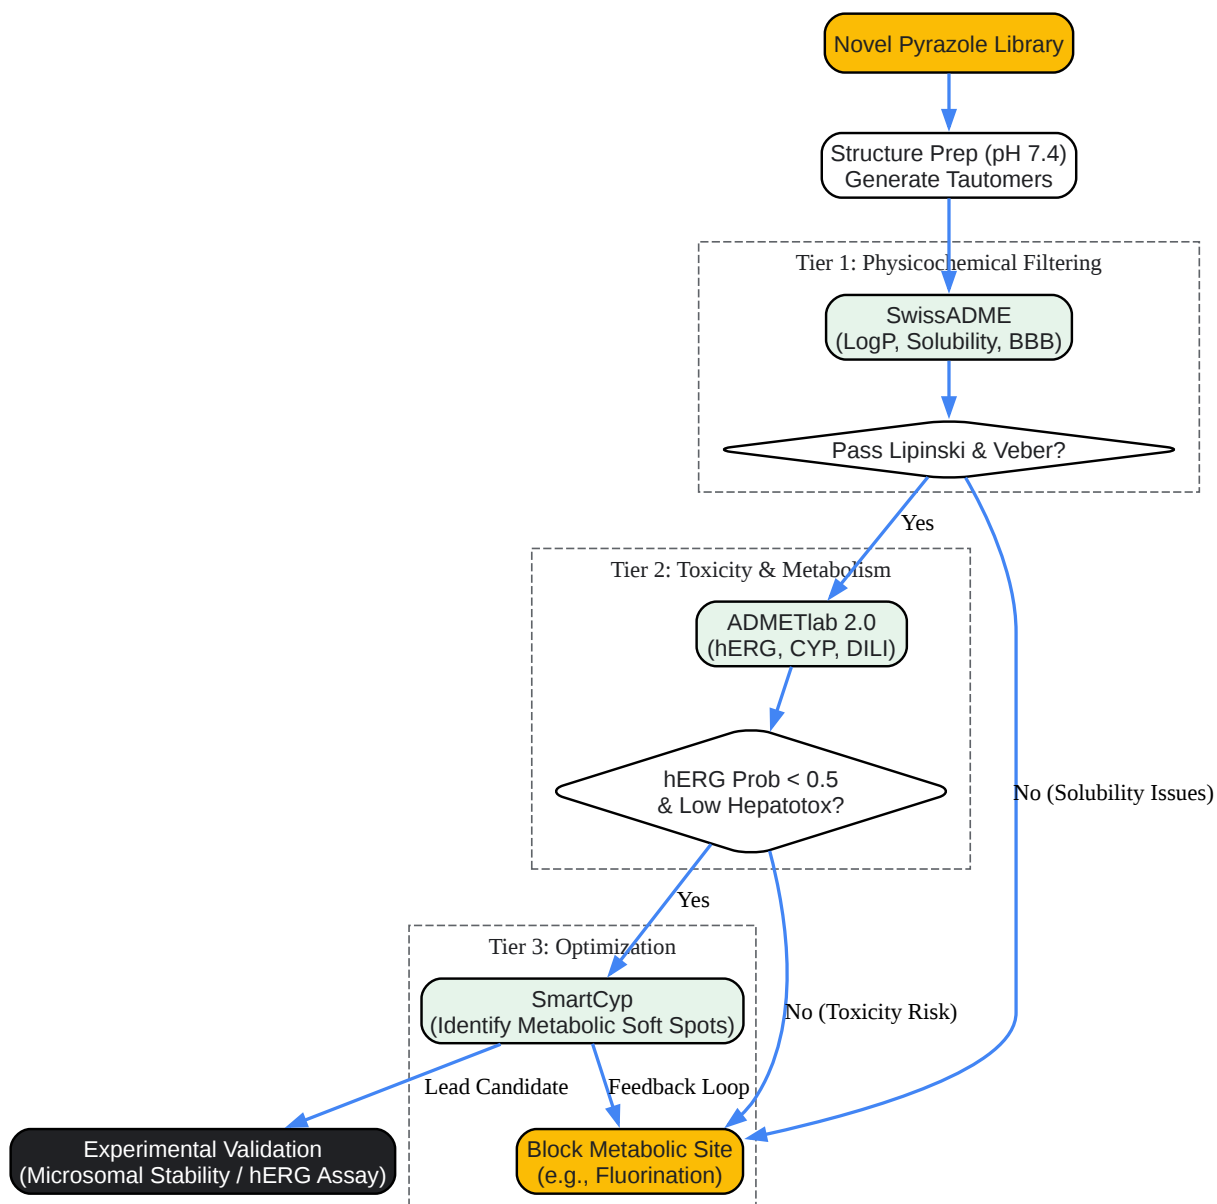 Novel Pyrazole Library
Structure Prep (pH 7.4)
Generate Tautomers
Tier 1: Physicochemical Filtering
SwissADME
(LogP, Solubility, BBB)
Pass Lipinski & Veber?
Yes
Tier 2: Toxicity & Metabolism
ADMETlab 2.0
(hERG, CYP, DILI)
hERG Prob < 0.5
& Low Hepatotox?
No (Solubility Issues)
Yes
Tier 3: Optimization
SmartCyp
(Identify Metabolic Soft Spots)
No (Toxicity Risk)
Lead Candidate
Feedback Loop
Experimental Validation
(Microsomal Stability / hERG Assay)
Block Metabolic Site
(e.g., Fluorination)